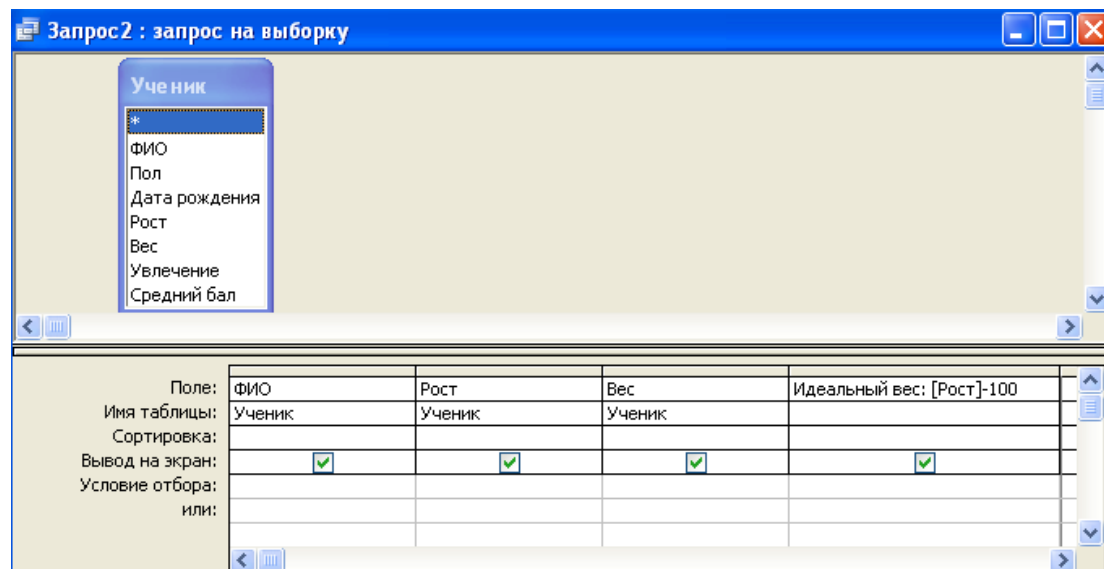 Запрос2 : запрос на выборку
Ученик
*
ФИО
Пол
Дата рождения
Рост
Вес
Увлечение
Средний бал
Поле: ФИО Рост Вес Идеальный вес: [Рост]-100
Имя таблицы: Ученик Ученик Ученик
Сортировка:
Вывод на экран:
Условие отбора:
или: